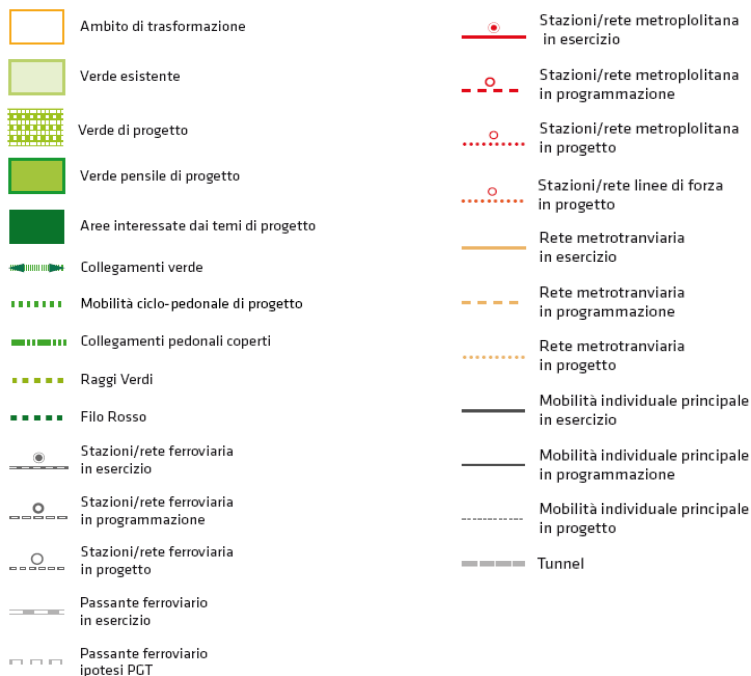 Ambito di trasformazione
Verde esistente
Verde di progetto
Verde pensile di progetto
Aree interessate dai temi di progetto
Collegamenti verde
Mobilità ciclo-pedonale di progetto
Collegamenti pedonali coperti
Raggi Verdi
Filo Rosso
Stazioni/rete ferroviaria
in esercizio
Stazioni/rete ferroviaria
in programmazione
Stazioni/rete ferroviaria
in progetto
Passante ferroviario
in esercizio
Passante ferroviario
ipotesi PGT
Stazioni/rete metroplolitana
in esercizio
Stazioni/rete metroplolitana
in programmazione
Stazioni/rete metroplolitana
in progetto
Stazioni/rete linee di forza
in progetto
Rete metrotranviaria
in esercizio
Rete metrotranviaria
in programmazione
Rete metrotranviaria
in progetto
Mobilità individuale principale
in esercizio
Mobilità individuale principale
in programmazione
Mobilità individuale principale
in progetto
Tunnel